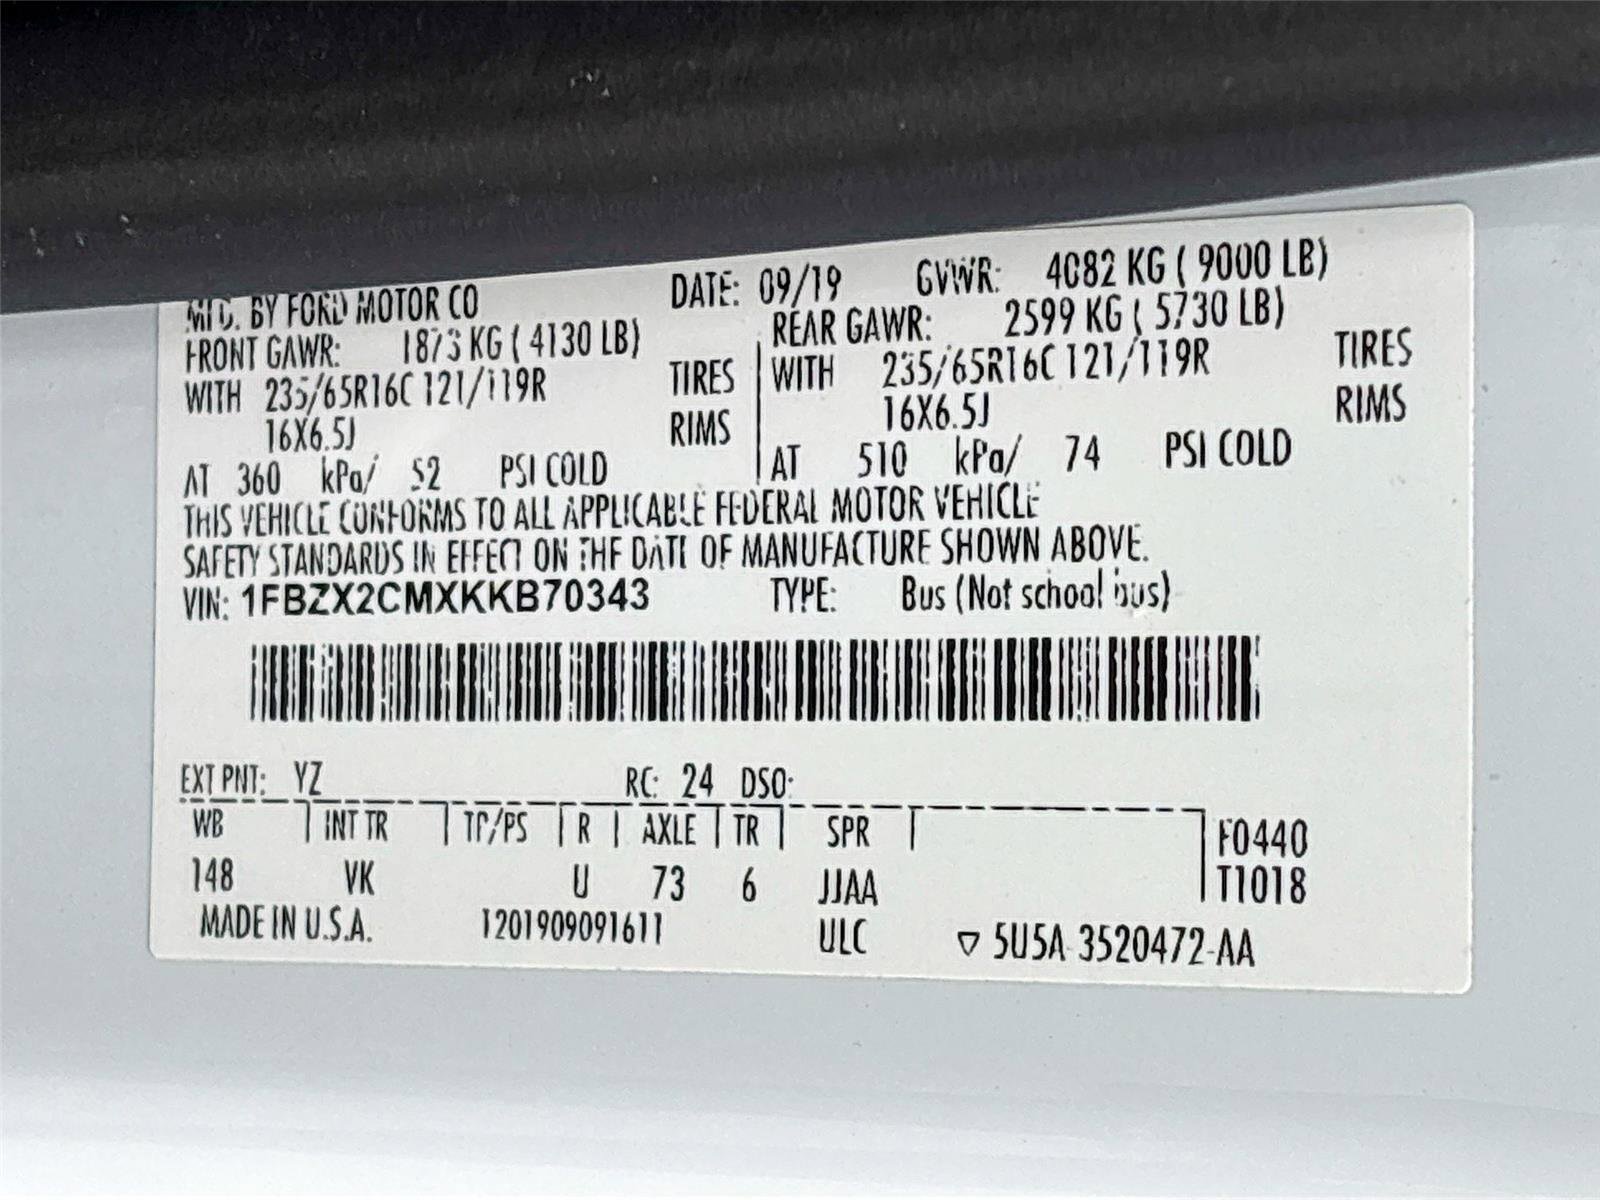 MFD. BY FORD MOTOR CO DATE: 09/19 GVWR: 4082 KG ( 9000 LB)
FRONT GAWR: 1873 KG ( 4130 LB) REAR GAWR: 2599 KG ( 5730 LB)
WITH 235/65R16C 121/119R TIRES WITH 235/65R16C 121/119R TIRES
16X6.5J RIMS 16X6.5J RIMS
AT 360 kPa/ 52 PSI COLD AT 510 kPa/ 74 PSI COLD
THIS VEHICLE CONFORMS TO ALL APPLICABLE FEDERAL MOTOR VEHICLE
SAFETY STANDARDS IN EFFECT ON THE DATE OF MANUFACTURE SHOWN ABOVE.
VIN: 1FBZX2CMXKKB70343 TYPE: Bus (Not school bus)
EXT PNT: YZ RC: 24 DSO:
WB INT TR TP/PS R AXLE TR SPR F0440
148 VK U 73 6 JJAA T1018
MADE IN U.S.A. 1201909091611 ULC ▽ 5U5A-3520472-AA